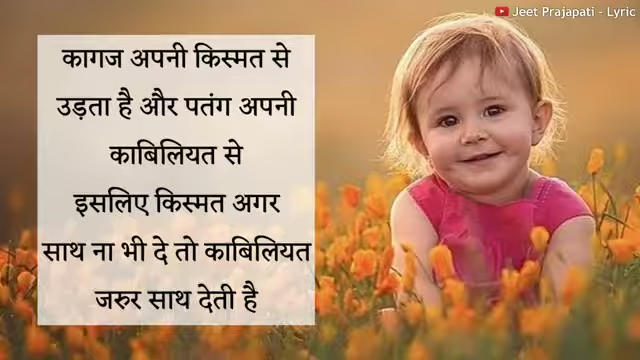 Jeet Prajapati - Lyric
कागज अपनी किस्मत से
उड़ता है और पतंग अपनी
काबिलियत से
इसलिए किस्मत अगर
साथ ना भी दे तो काबिलियत
जरुर साथ देती है